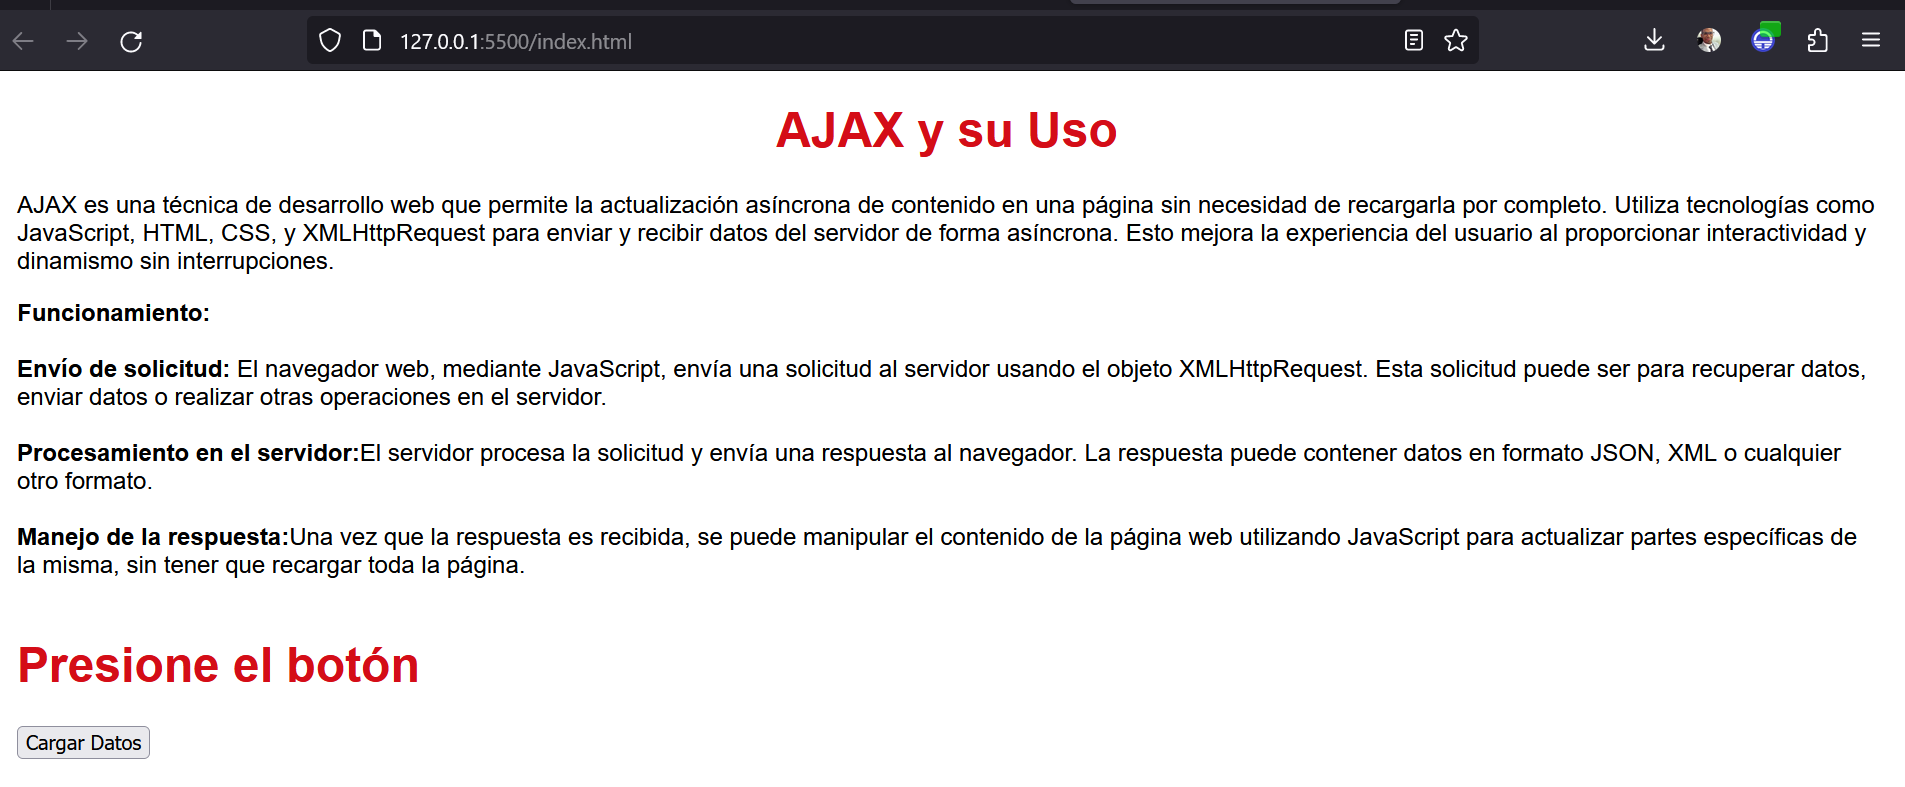 127.0.0.1:5500/index.html
AJAX y su Uso
AJAX es una técnica de desarrollo web que permite la actualización asíncrona de contenido en una página sin necesidad de recargarla por completo. Utiliza tecnologías como
JavaScript, HTML, CSS, y XMLHttpRequest para enviar y recibir datos del servidor de forma asíncrona. Esto mejora la experiencia del usuario al proporcionar interactividad y
dinamismo sin interrupciones.
Funcionamiento:
Envío de solicitud: El navegador web, mediante JavaScript, envía una solicitud al servidor usando el objeto XMLHttpRequest. Esta solicitud puede ser para recuperar datos,
enviar datos o realizar otras operaciones en el servidor.
Procesamiento en el servidor:El servidor procesa la solicitud y envía una respuesta al navegador. La respuesta puede contener datos en formato JSON, XML o cualquier
otro formato.
Manejo de la respuesta:Una vez que la respuesta es recibida, se puede manipular el contenido de la página web utilizando JavaScript para actualizar partes específicas de
la misma, sin tener que recargar toda la página.
Presione el botón
Cargar Datos